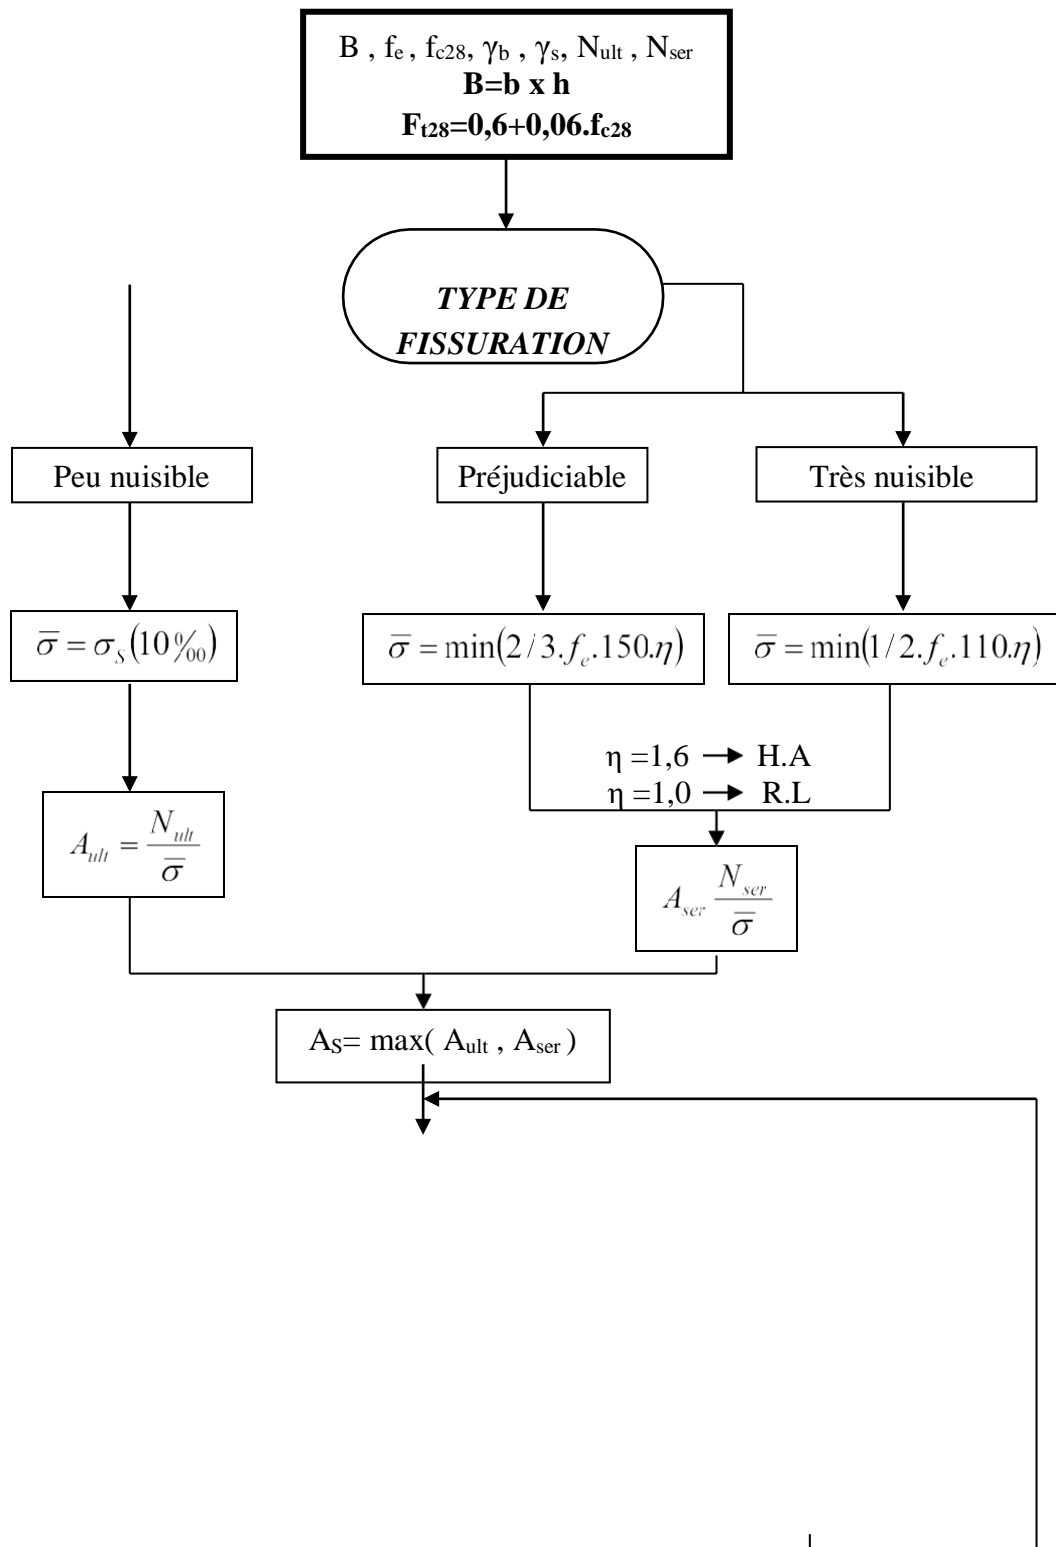 B , fe , fc28, γb , γs, Nult , Nser
B=b x h
Ft28=0,6+0,06.fc28
TYPE DE
FISSURATION
Peu nuisible
Préjudiciable
Très nuisible
σ̅ = σS(10‰)
σ̅ = min(2/3.fe.150.η)
σ̅ = min(1/2.fe.110.η)
η =1,6 → H.A
η =1,0 → R.L
Ault = Nult / σ̅
Aser Nser / σ̅
AS= max( Ault , Aser )